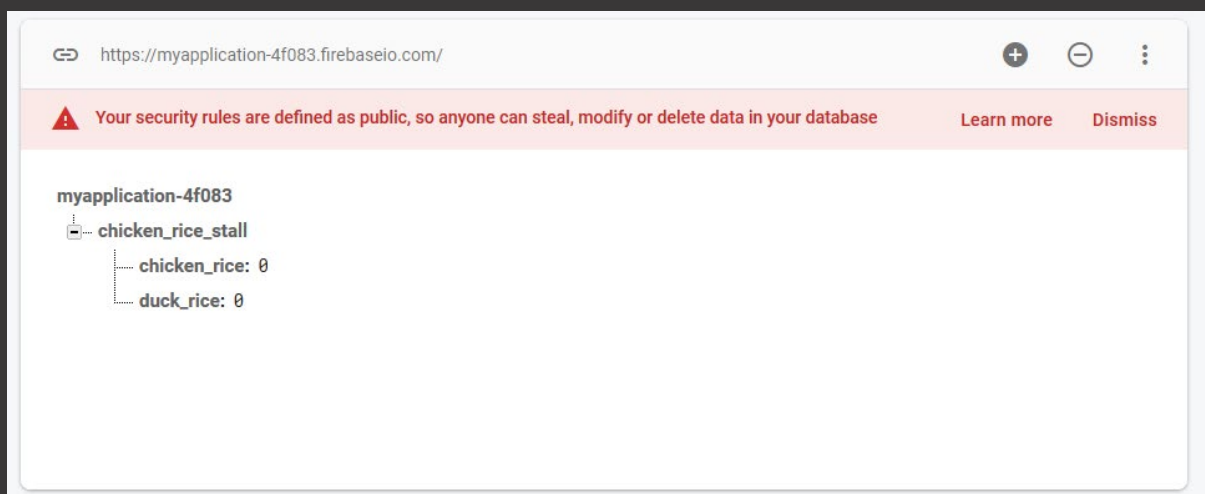 https://myapplication-4f083.firebaseio.com/
Your security rules are defined as public, so anyone can steal, modify or delete data in your database Learn more Dismiss
myapplication-4f083
chicken_rice_stall
chicken_rice: 0
duck_rice: 0